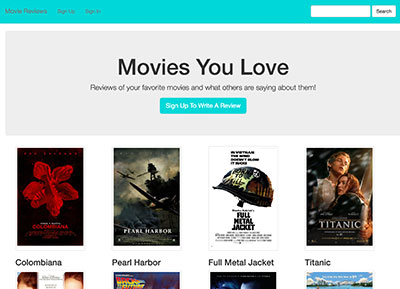 Movie Reviews Sign Up Sign In Search
Movies You Love
Reviews of your favorite movies and what others are saying about them!
Sign Up To Write A Review
COLOMBIANA
PEARL HARBOR
IN VIETNAM
THE WIND
DOESN'T BLOW
IT SUCKS
FULL
METAL
JACKET
TITANIC
Colombiana Pearl Harbor Full Metal Jacket Titanic